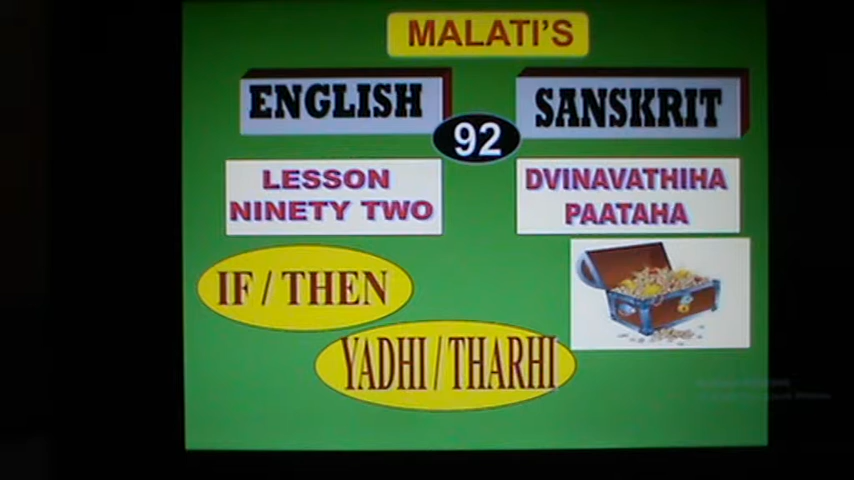 MALATI'S
ENGLISH
SANSKRIT
92
LESSON
NINETY TWO
DVINAVATHIHA
PAATAHA
IF / THEN
YADHI / THARHI